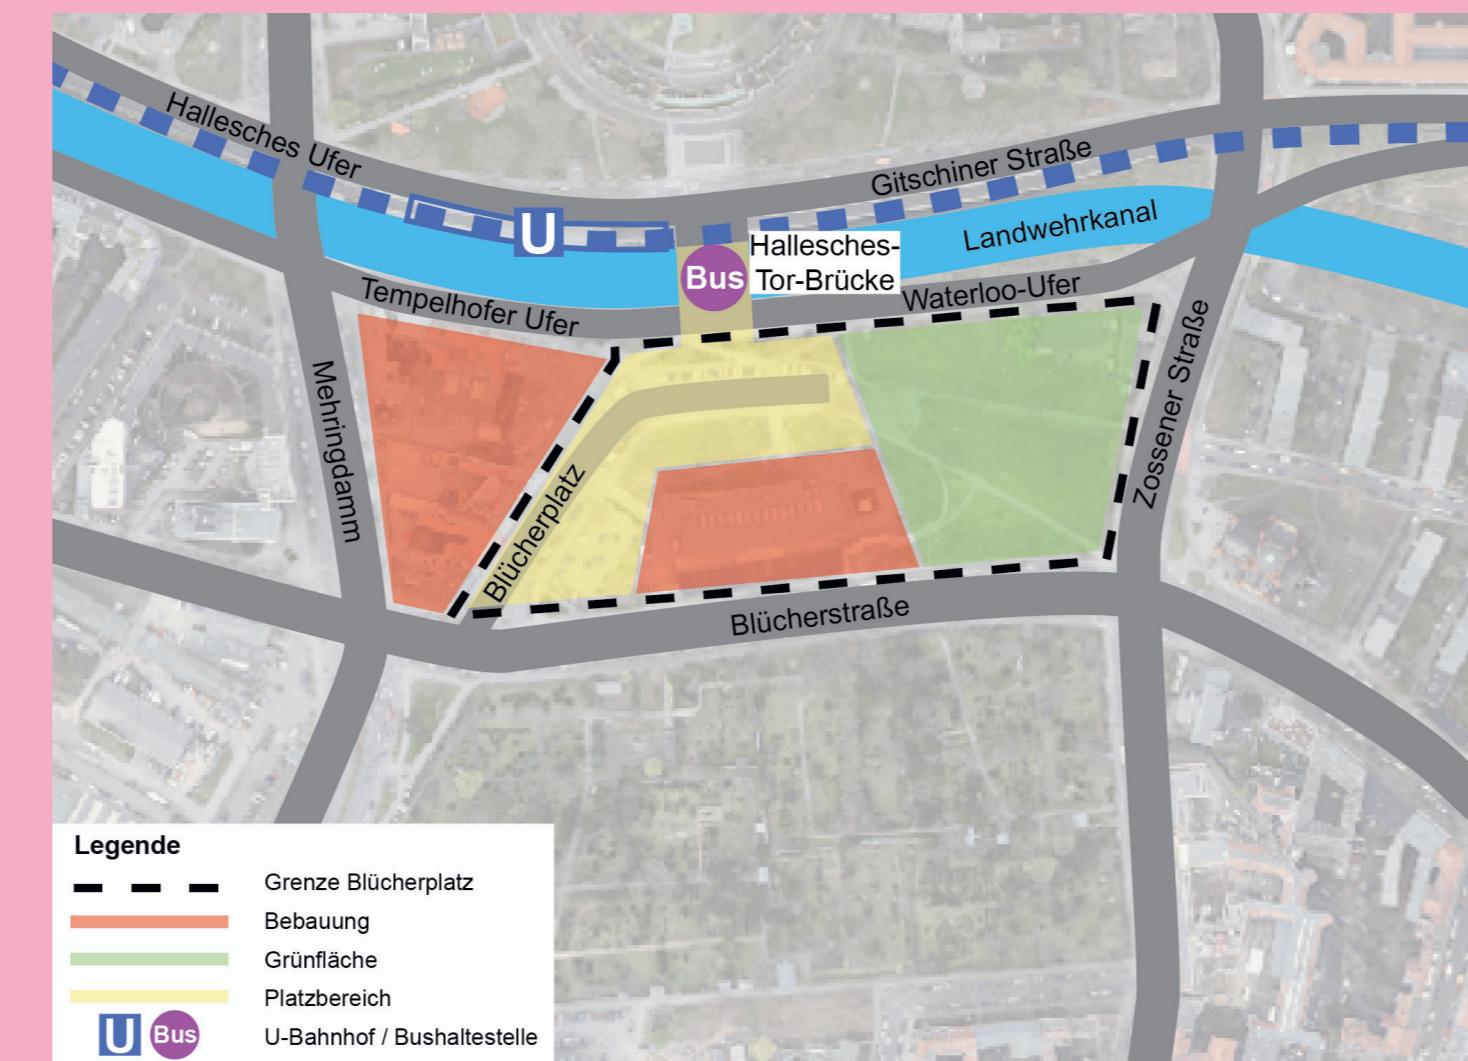 Hallesches Ufer
Gitschiner Straße
Landwehrkanal
U
Bus
Hallesches-
Tor-Brücke
Tempelhofer Ufer
Waterloo-Ufer
Mehringdamm
Zossener Straße
Blücherplatz
Blücherstraße
Legende
Grenze Blücherplatz
Bebauung
Grünfläche
Platzbereich
U Bus U-Bahnhof / Bushaltestelle